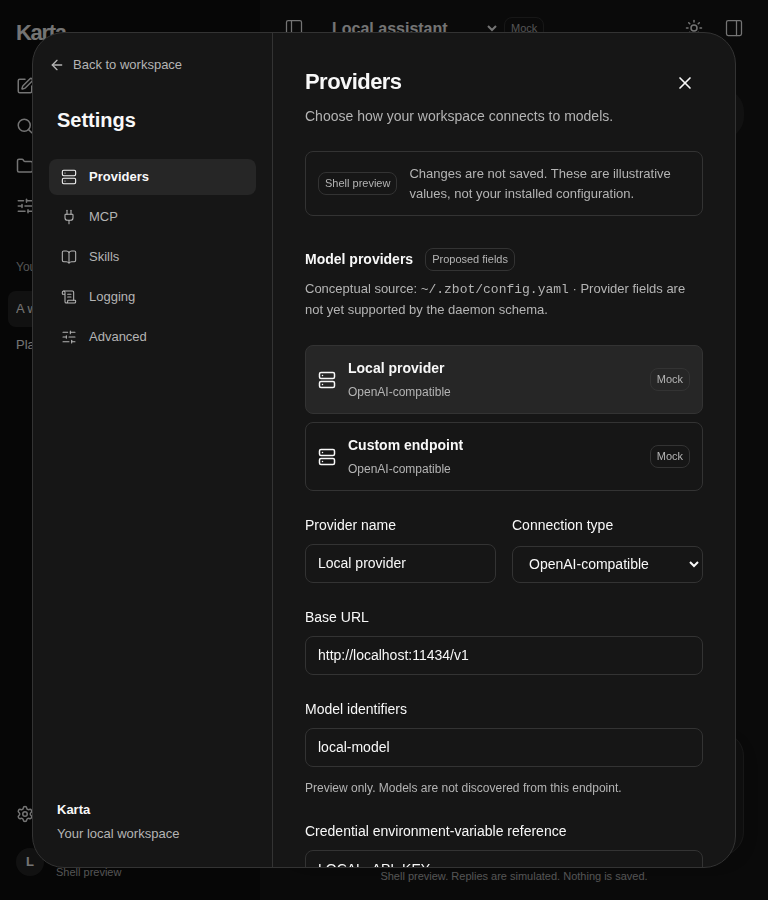 Karta
Local assistant
Mock
Back to workspace
Settings
Providers
MCP
Skills
Logging
Advanced
Karta
Your local workspace
Providers
Choose how your workspace connects to models.
Shell preview
Changes are not saved. These are illustrative
values, not your installed configuration.
Model providers
Proposed fields
Conceptual source: ~/.zbot/config.yaml · Provider fields are
not yet supported by the daemon schema.
Local provider
OpenAI-compatible
Mock
Custom endpoint
OpenAI-compatible
Mock
Provider name
Connection type
Local provider
OpenAI-compatible
Base URL
http://localhost:11434/v1
Model identifiers
local-model
Preview only. Models are not discovered from this endpoint.
Credential environment-variable reference
L
Shell preview
Shell preview. Replies are simulated. Nothing is saved.